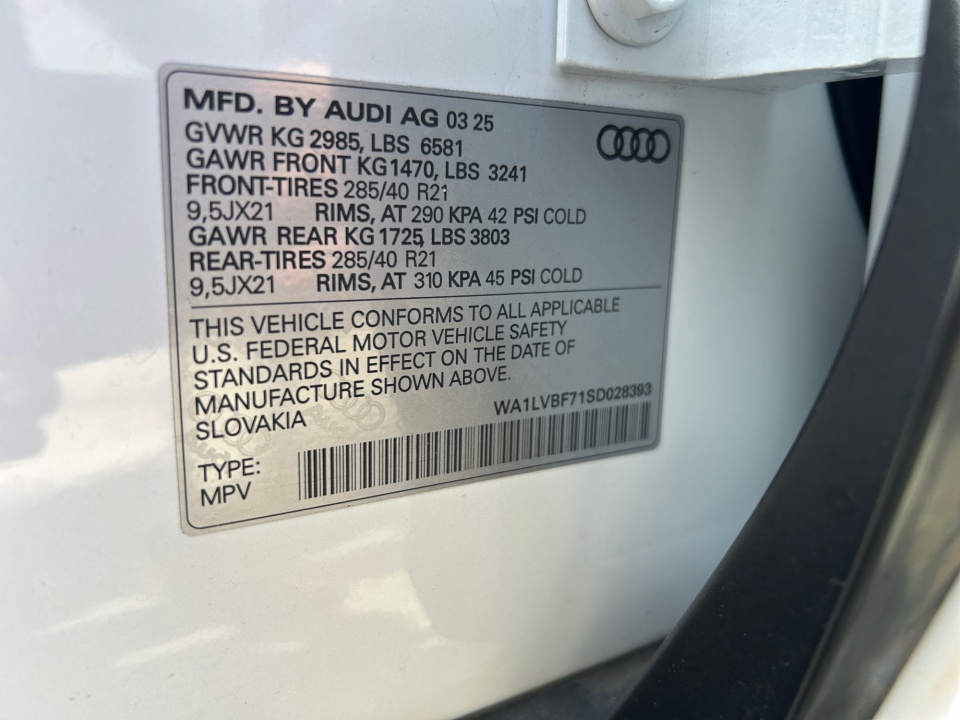 MFD. BY AUDI AG 03 25
GVWR KG 2985, LBS 6581
GAWR FRONT KG1470, LBS 3241
FRONT-TIRES 285/40 R21
9,5JX21 RIMS, AT 290 KPA 42 PSI COLD
GAWR REAR KG 1725, LBS 3803
REAR-TIRES 285/40 R21
9,5JX21 RIMS, AT 310 KPA 45 PSI COLD
THIS VEHICLE CONFORMS TO ALL APPLICABLE
U.S. FEDERAL MOTOR VEHICLE SAFETY
STANDARDS IN EFFECT ON THE DATE OF
MANUFACTURE SHOWN ABOVE.
SLOVAKIA
WA1LVBF71SD028393
TYPE:
MPV